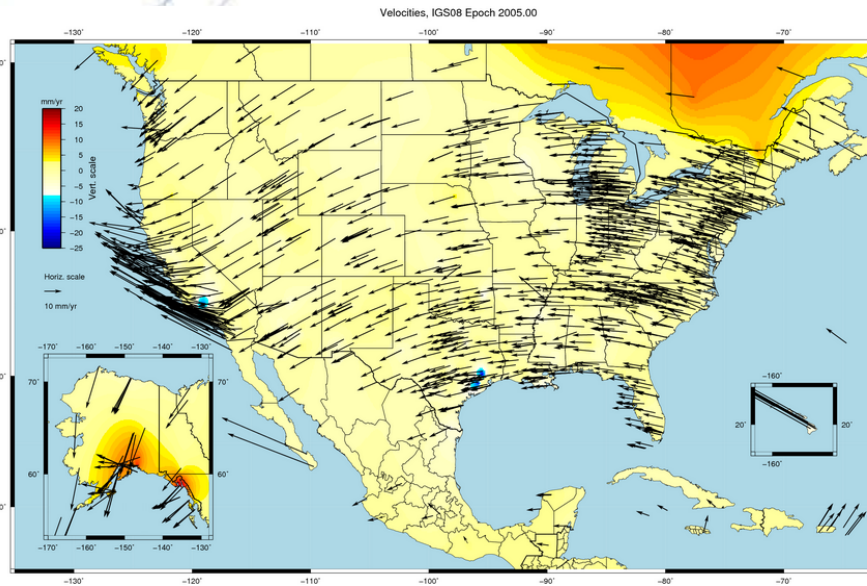 Velocities, IGS08 Epoch 2005.00
−130˚ −120˚ −110˚ −100˚ −90˚ −80˚ −70˚
mm/yr
20
15
10
5
0
−5
−10
−15
−20
−25
Vert. scale
Horiz. scale
10 mm/yr
−170˚ −160˚ −150˚ −140˚ −130˚
70˚ 70˚
60˚ 60˚
−170˚ −160˚ −150˚ −140˚ −130˚
−160˚
20˚ 20˚
−160˚
−130˚ −120˚ −110˚ −100˚ −90˚ −80˚ −70˚